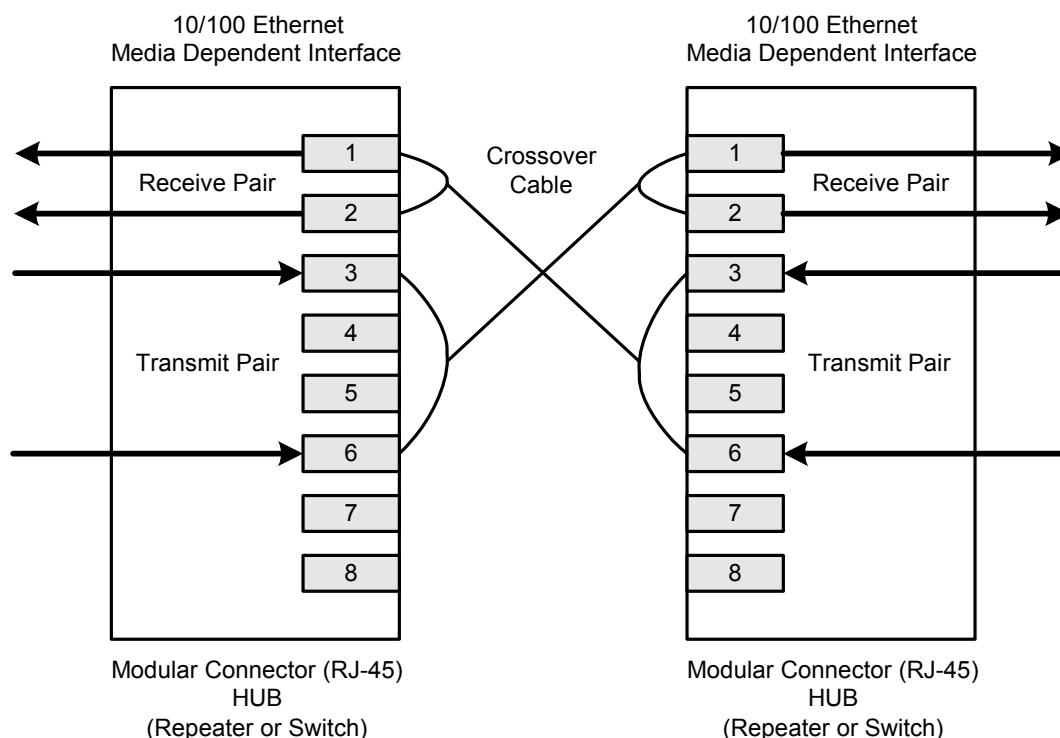 10/100 Ethernet
Media Dependent Interface
10/100 Ethernet
Media Dependent Interface
1
Receive Pair
2
3
4
Transmit Pair
5
6
7
8
Crossover
Cable
1
Receive Pair
2
3
4
Transmit Pair
5
6
7
8
Modular Connector (RJ-45)
HUB
(Repeater or Switch)
Modular Connector (RJ-45)
HUB
(Repeater or Switch)